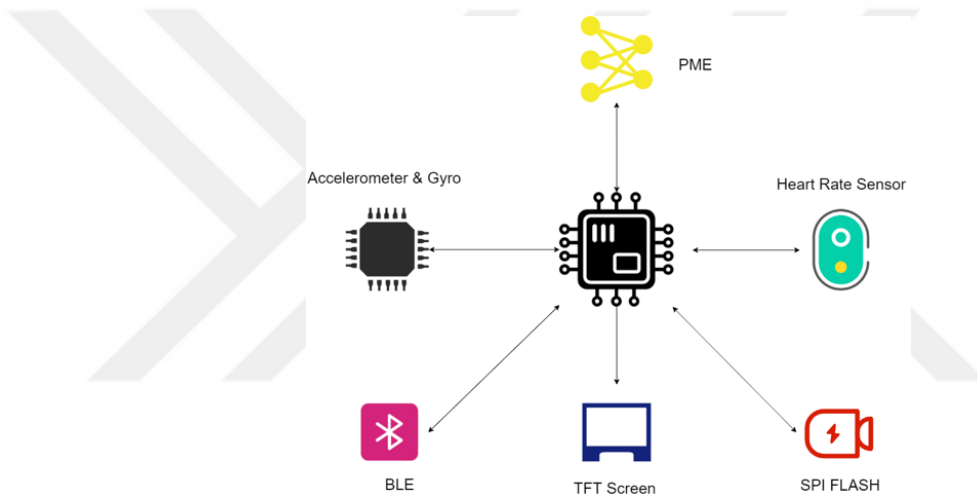 PME
Accelerometer & Gyro
Heart Rate Sensor
BLE
TFT Screen
SPI FLASH